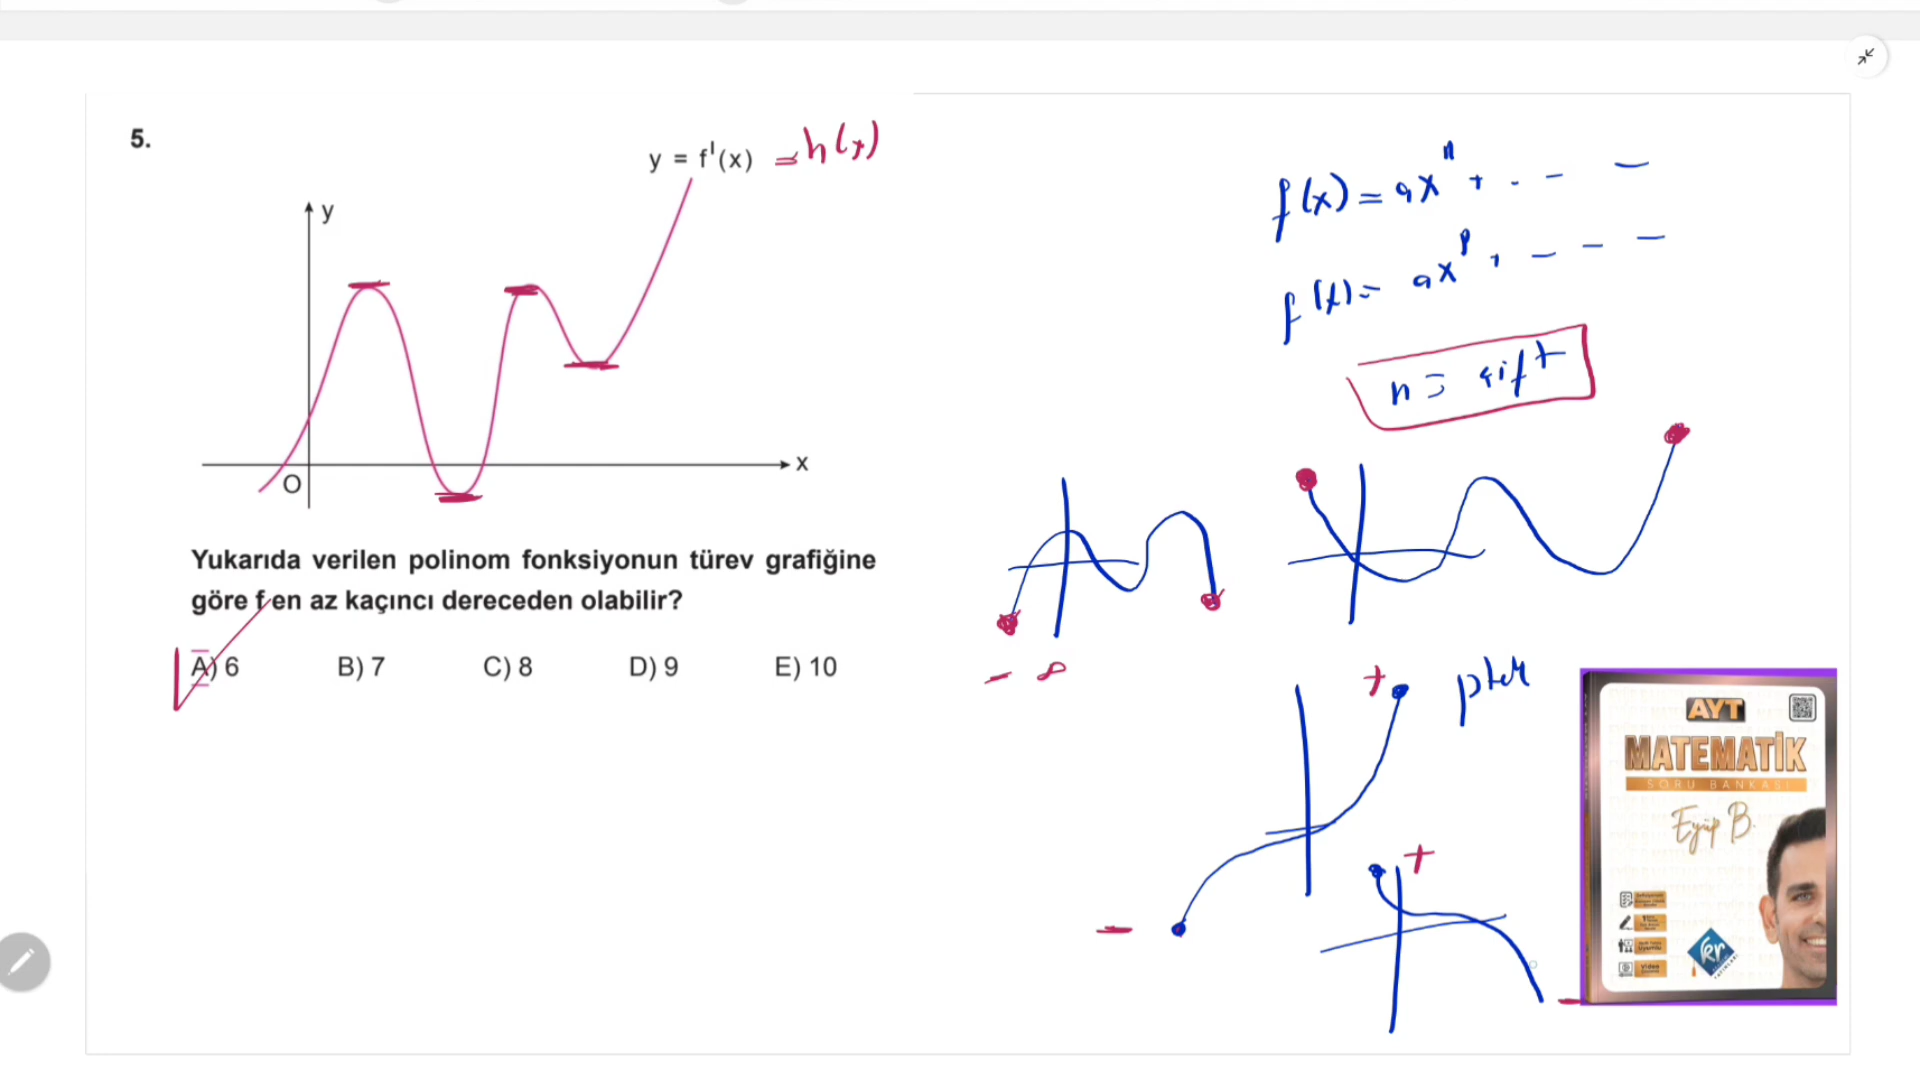 5.
y = f'(x) = h(x)
y
x
O
Yukarıda verilen polinom fonksiyonun türev grafiğine
göre f en az kaçıncı dereceden olabilir?
A) 6 B) 7 C) 8 D) 9 E) 10
f(x) = ax^n + . - -
n = çift
- ∞
+
-
+
-
AYT
MATEMATİK
SORU BANKASI
Eyüp B.